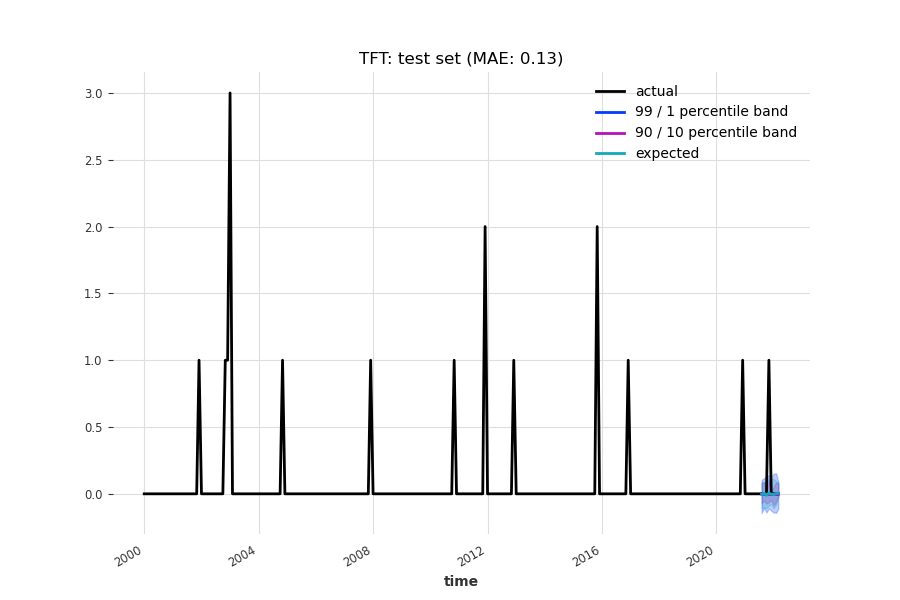 TFT: test set (MAE: 0.13)
actual
99 / 1 percentile band
90 / 10 percentile band
expected
3.0
2.5
2.0
1.5
1.0
0.5
0.0
2000
2004
2008
2012
2016
2020
time